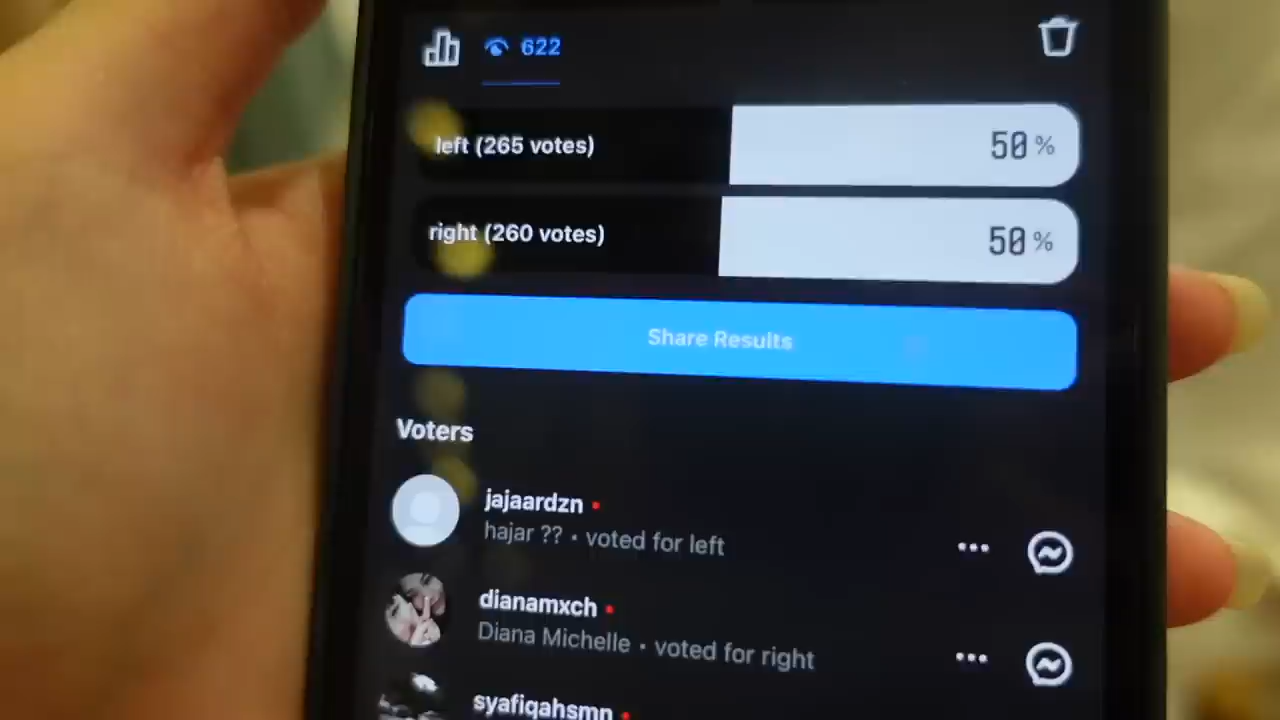 622
left (265 votes)
50 %
right (260 votes)
50 %
Share Results
Voters
jajaardzn
hajar ?? • voted for left
dianamxch
Diana Michelle • voted for right
syafiqahsmn